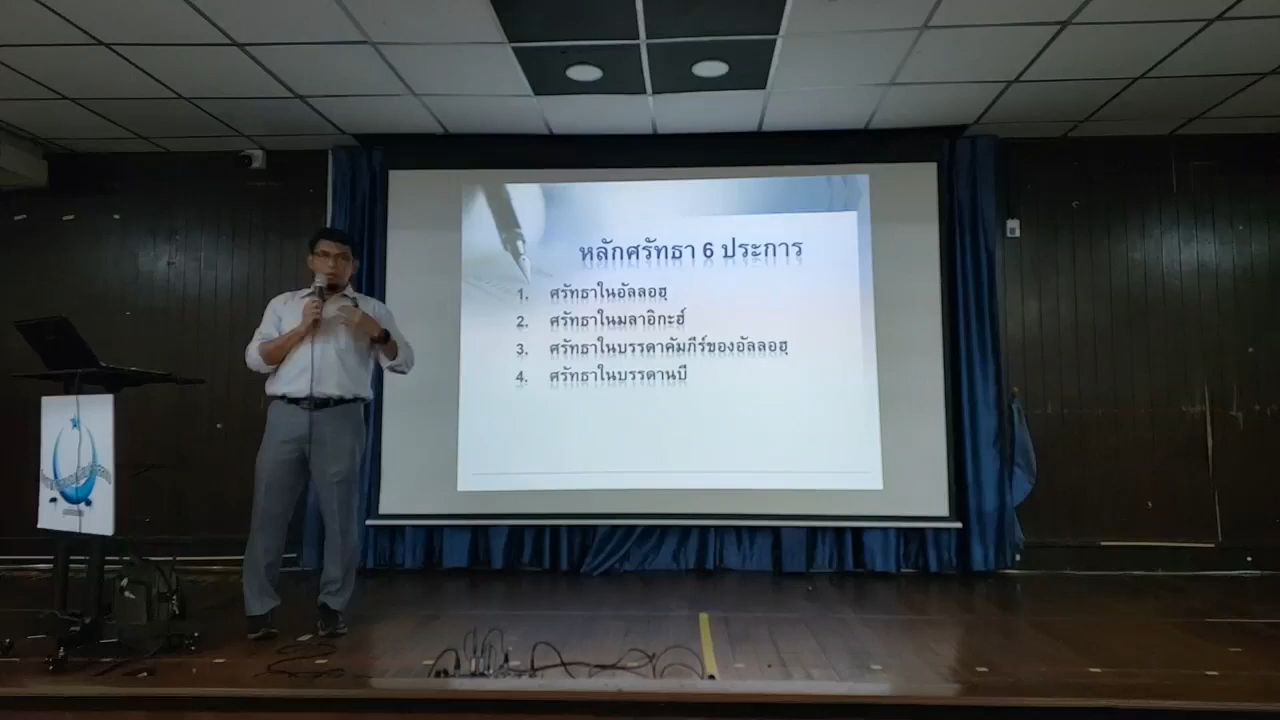 หลักศรัทธา 6 ประการ
1. ศรัทธาในอัลลอฮฺ
2. ศรัทธาในมลาอิกะฮ์
3. ศรัทธาในบรรดาคัมภีร์ของอัลลอฮฺ
4. ศรัทธาในบรรดานบี